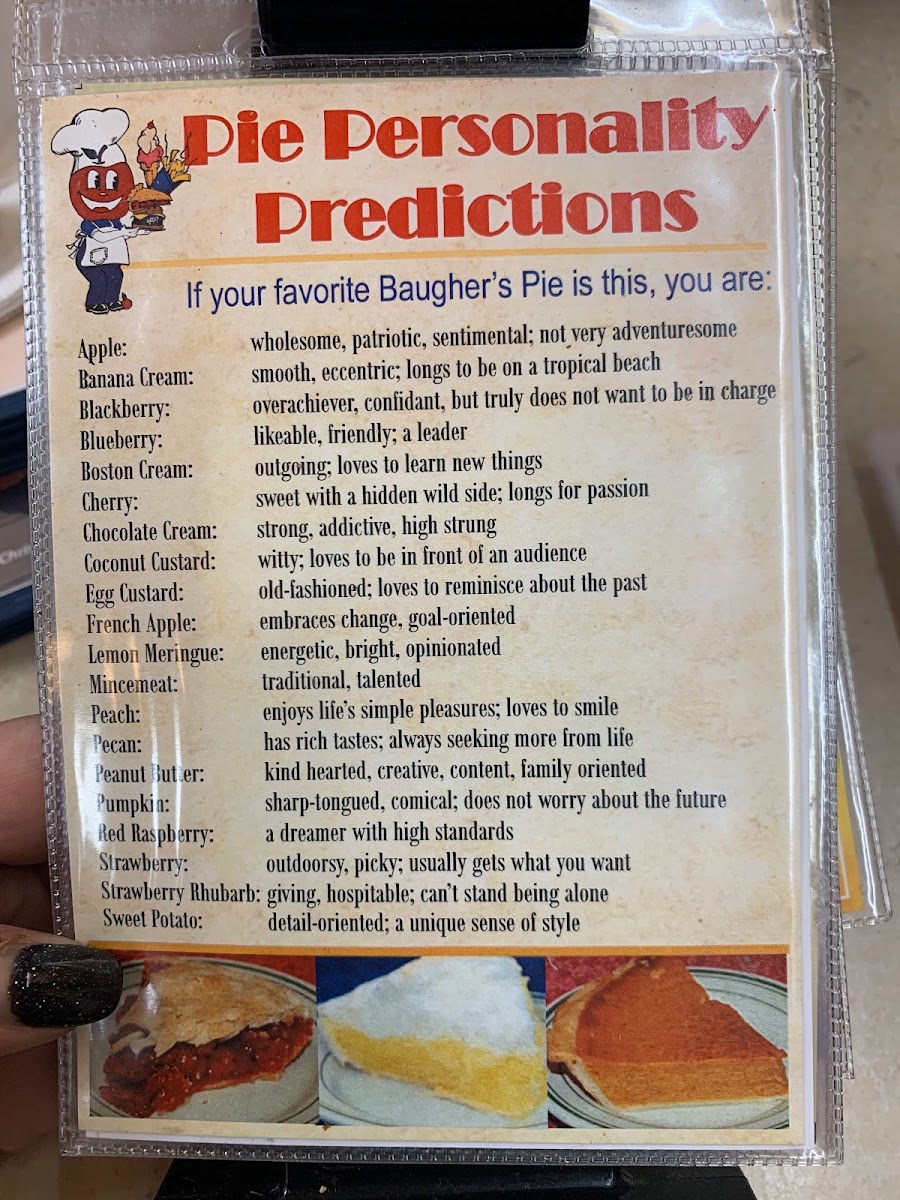 Pie Personality
Predictions
If your favorite Baugher's Pie is this, you are:
Apple: wholesome, patriotic, sentimental; not very adventuresome
Banana Cream: smooth, eccentric; longs to be on a tropical beach
Blackberry: overachiever, confidant, but truly does not want to be in charge
Blueberry: likeable, friendly; a leader
Boston Cream: outgoing; loves to learn new things
Cherry: sweet with a hidden wild side; longs for passion
Chocolate Cream: strong, addictive, high strung
Coconut Custard: witty; loves to be in front of an audience
Egg Custard: old-fashioned; loves to reminisce about the past
French Apple: embraces change, goal-oriented
Lemon Meringue: energetic, bright, opinionated
Mincemeat: traditional, talented
Peach: enjoys life's simple pleasures; loves to smile
Pecan: has rich tastes; always seeking more from life
Peanut Butter: kind hearted, creative, content, family oriented
Pumpkin: sharp-tongued, comical; does not worry about the future
Red Raspberry: a dreamer with high standards
Strawberry: outdoorsy, picky; usually gets what you want
Strawberry Rhubarb: giving, hospitable; can't stand being alone
Sweet Potato: detail-oriented; a unique sense of style